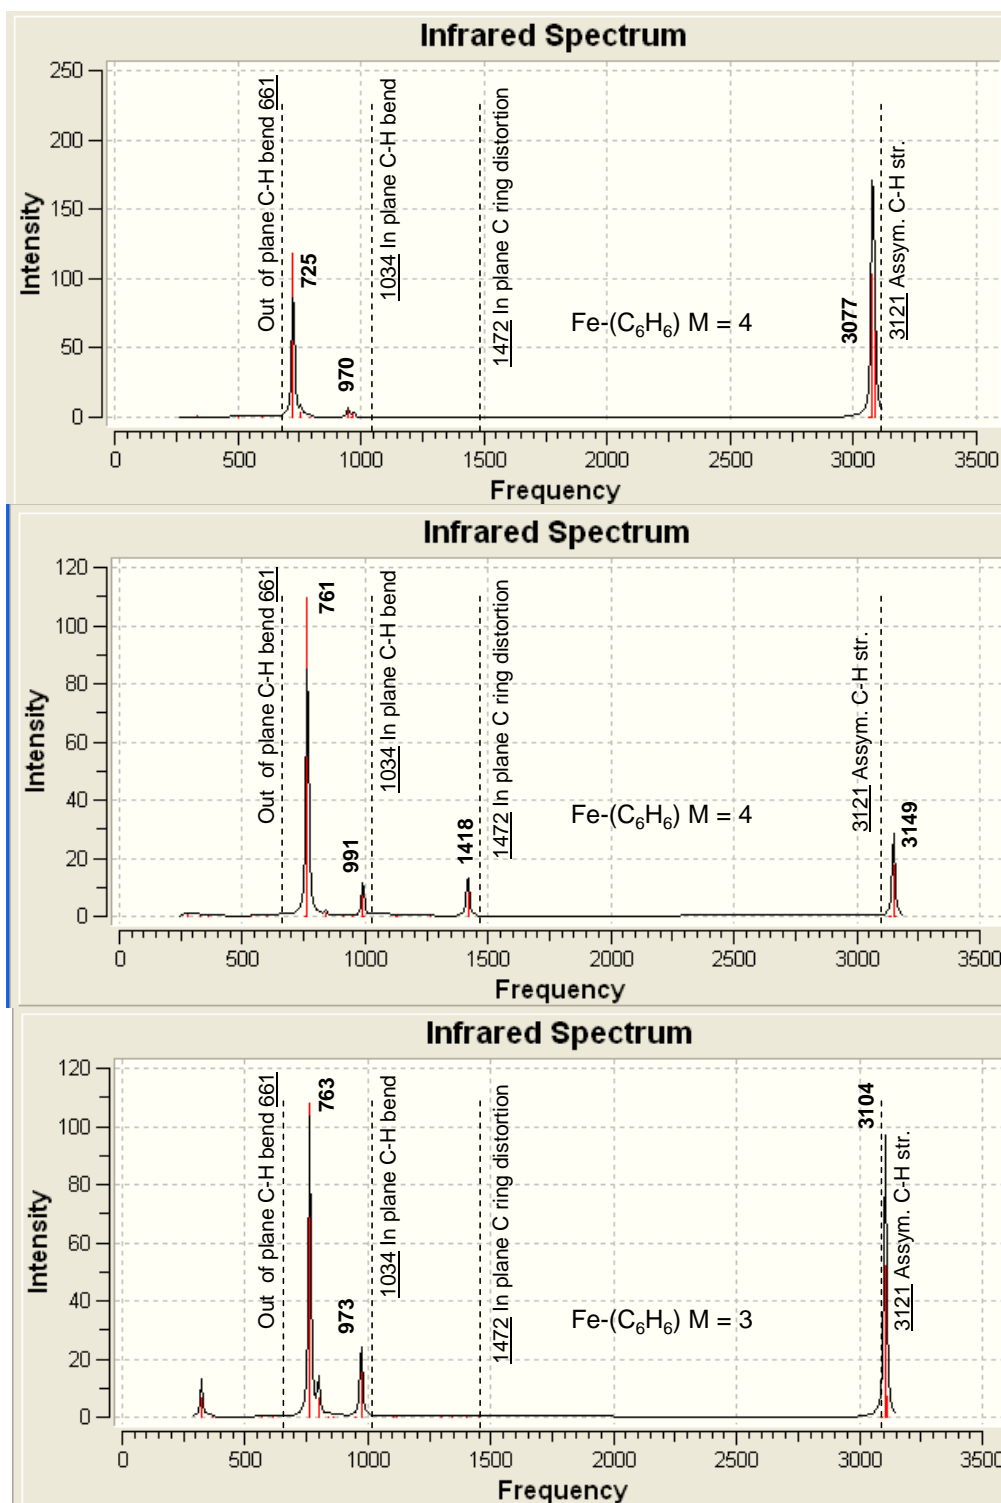 Infrared Spectrum
250
200
150
100
50
0
Intensity
Out of plane C-H bend 661
725
970
1034 In plane C-H bend
1472 In plane C ring distortion
Fe-(C₆H₆) M = 4
3077
3121 Assym. C-H str.
0 500 1000 1500 2000 2500 3000 3500
Frequency
Infrared Spectrum
120
100
80
60
40
20
0
Intensity
Out of plane C-H bend 661
761
991
1034 In plane C-H bend
1418
1472 In plane C ring distortion
Fe-(C₆H₆) M = 4
3121 Assym. C-H str.
3149
0 500 1000 1500 2000 2500 3000 3500
Frequency
Infrared Spectrum
120
100
80
60
40
20
0
Intensity
Out of plane C-H bend 661
763
973
1034 In plane C-H bend
1472 In plane C ring distortion
Fe-(C₆H₆) M = 3
3104
3121 Assym. C-H str.
0 500 1000 1500 2000 2500 3000 3500
Frequency